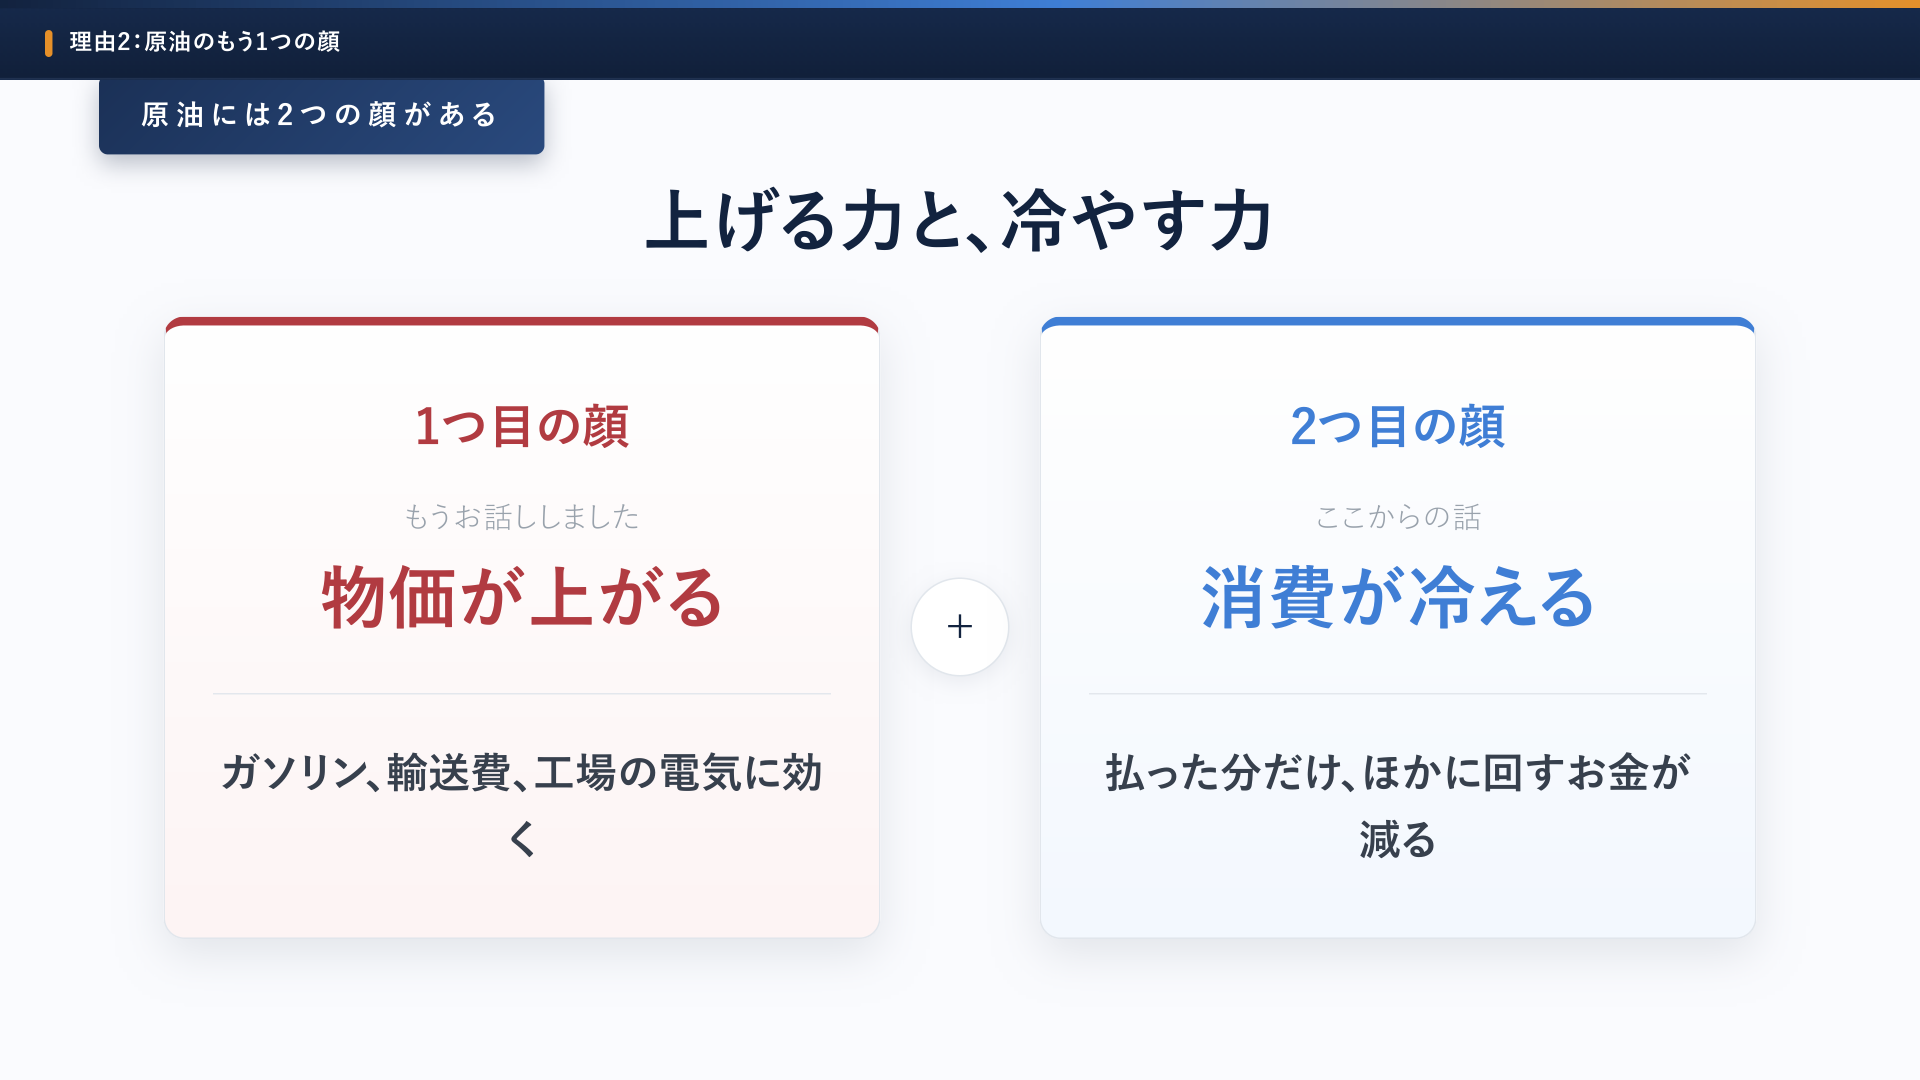 理由2：原油のもう1つの顔
原油には2つの顔がある
上げる力と、冷やす力
1つ目の顔
もうお話ししました
物価が上がる
ガソリン、輸送費、工場の電気に効
く
+
2つ目の顔
ここからの話
消費が冷える
払った分だけ、ほかに回すお金が
減る